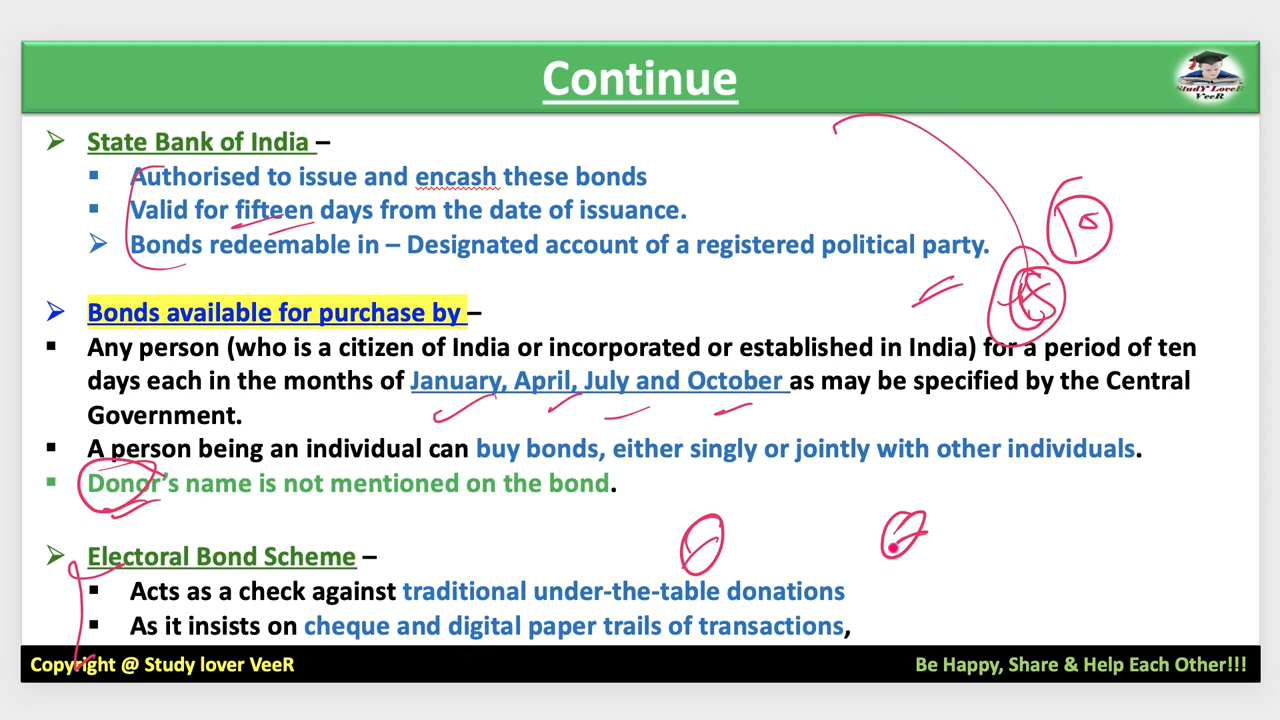 Continue
StudY LoveR
VeeR
State Bank of India –
Authorised to issue and encash these bonds
Valid for fifteen days from the date of issuance.
Bonds redeemable in – Designated account of a registered political party.
Bonds available for purchase by –
Any person (who is a citizen of India or incorporated or established in India) for a period of ten
days each in the months of January, April, July and October as may be specified by the Central
Government.
A person being an individual can buy bonds, either singly or jointly with other individuals.
Donor's name is not mentioned on the bond.
Electoral Bond Scheme –
Acts as a check against traditional under-the-table donations
As it insists on cheque and digital paper trails of transactions,
Copyright @ Study lover VeeR
Be Happy, Share & Help Each Other!!!